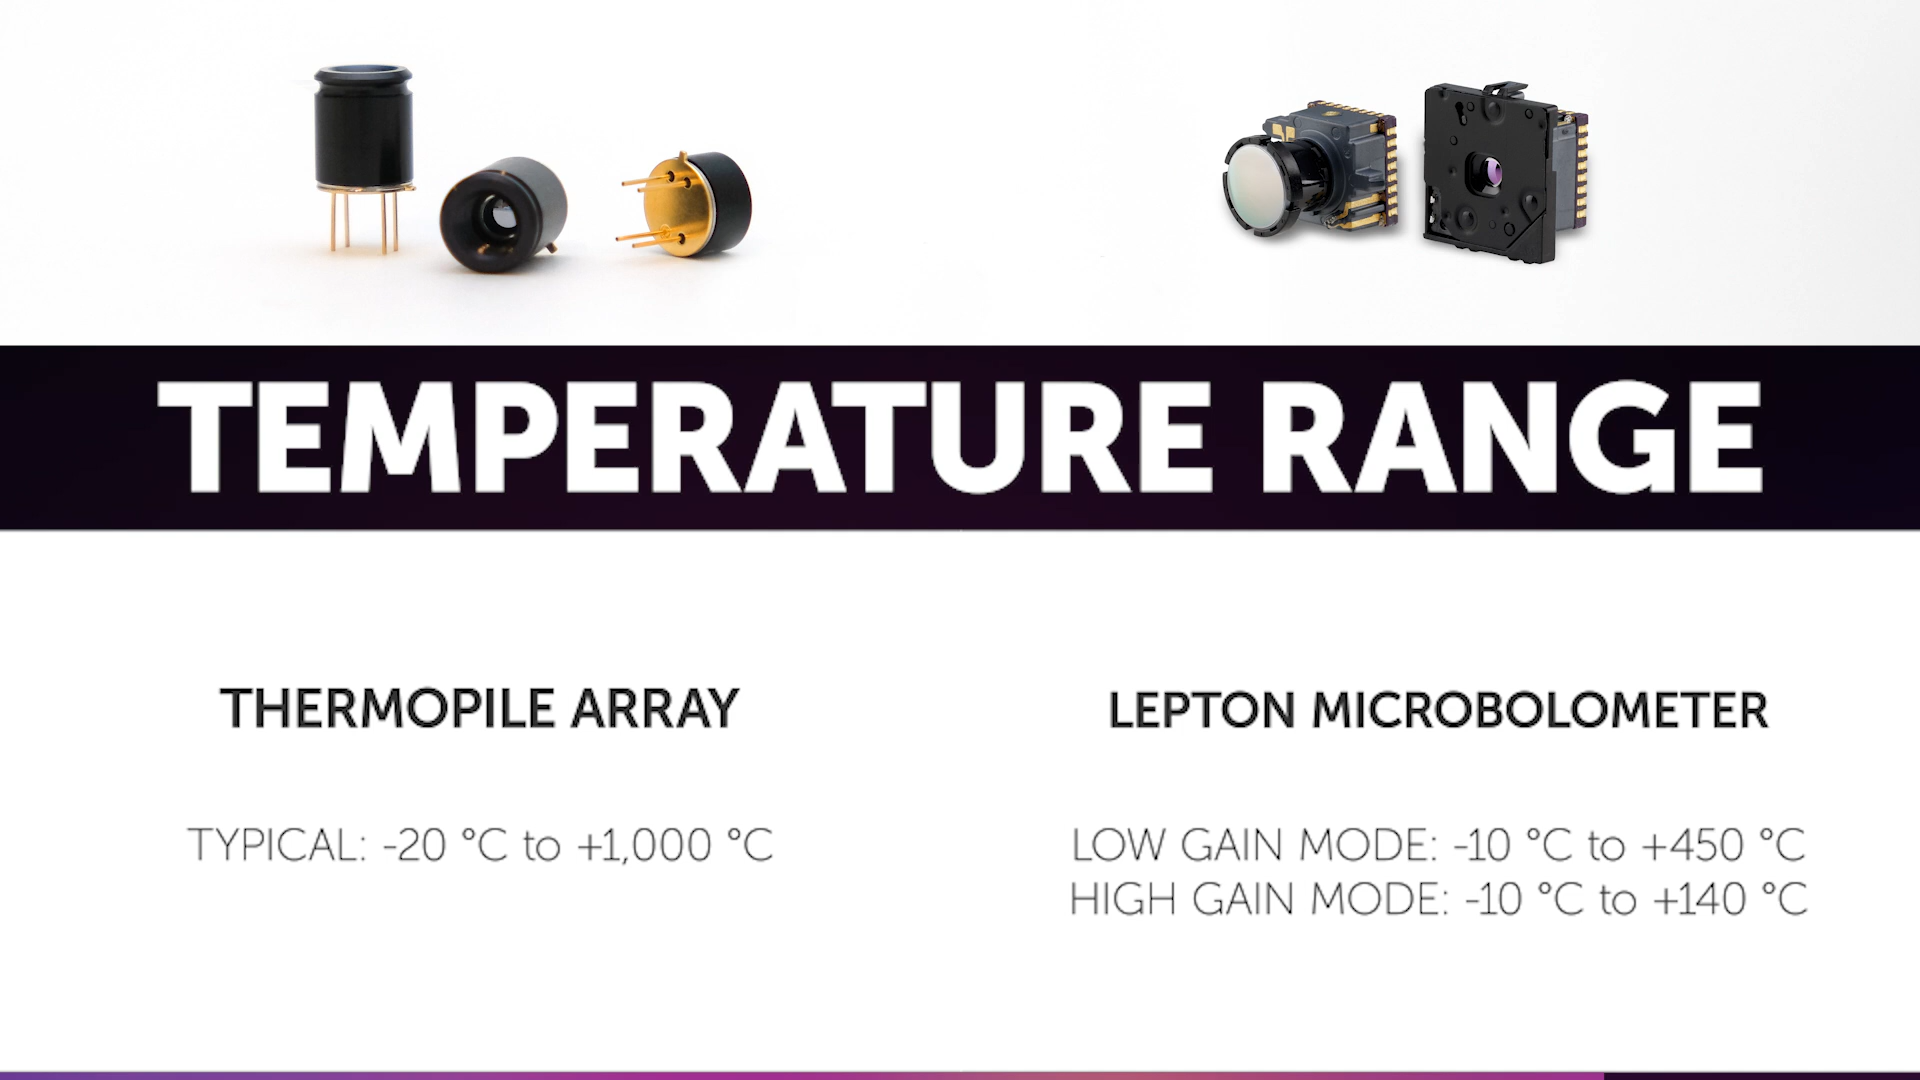 TEMPERATURE RANGE
THERMOPILE ARRAY
TYPICAL: -20 °C to +1,000 °C
LEPTON MICROBOLOMETER
LOW GAIN MODE: -10 °C to +450 °C
HIGH GAIN MODE: -10 °C to +140 °C